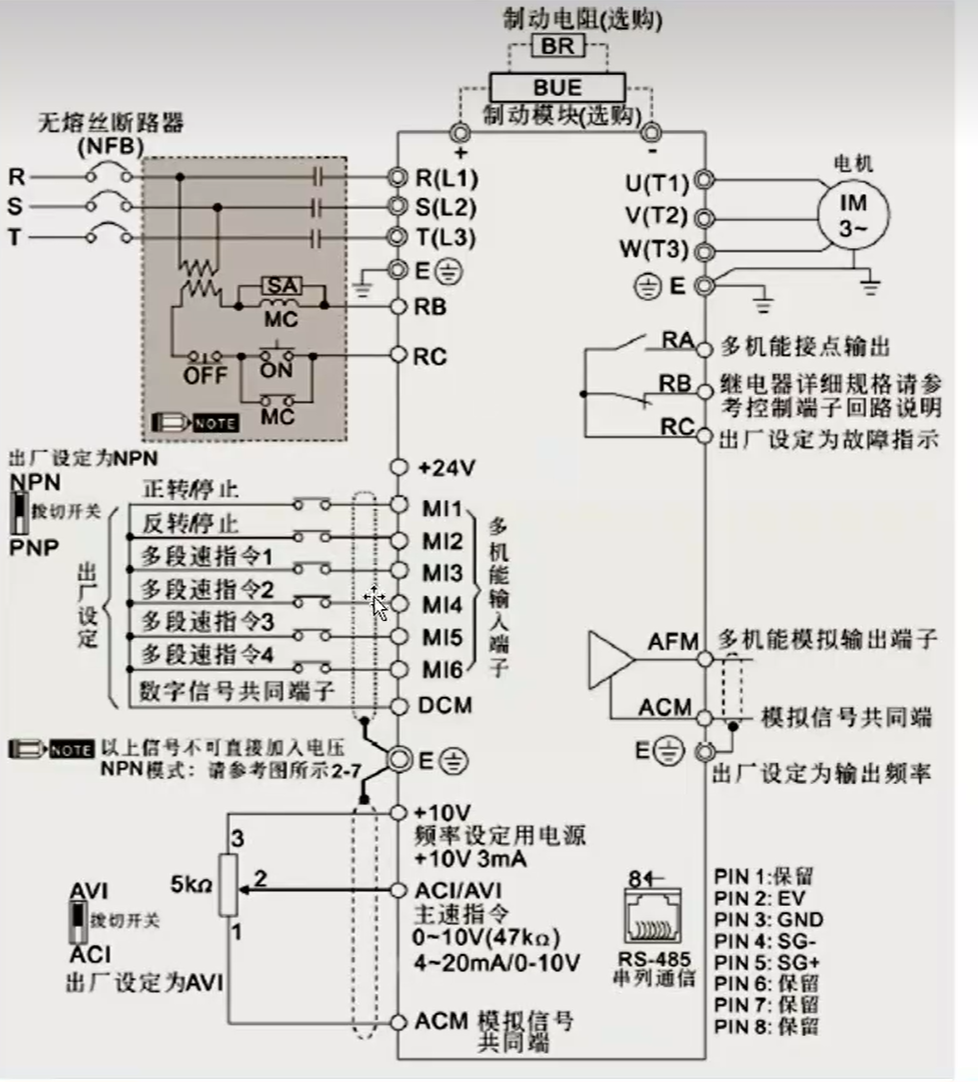 制动电阻(选购)
BR
BUE
制动模块(选购)
+
-
无熔丝断路器
(NFB)
R
S
T
R(L1)
S(L2)
T(L3)
E
RB
RC
SA
MC
OFF
ON
MC
NOTE
电机
IM
3~
U(T1)
V(T2)
W(T3)
E
RA
多机能接点输出
RB
继电器详细规格请参
考控制端子回路说明
RC
出厂设定为故障指示
出厂设定为NPN
NPN
拨切开关
PNP
出厂设定
+24V
正转/停止
MI1
反转/停止
MI2
多段速指令1
MI3
多段速指令2
MI4
多段速指令3
MI5
多段速指令4
MI6
数字信号共同端子
DCM
多机能输入端子
NOTE 以上信号不可直接加入电压
NPN模式：请参考图所示2-7
E
AFM
多机能模拟输出端子
ACM
模拟信号共同端
E
出厂设定为输出频率
+10V
频率设定用电源
+10V 3mA
3
5kΩ
2
1
AVI
拨切开关
ACI
出厂设定为AVI
ACI/AVI
主速指令
0~10V(47kΩ)
4~20mA/0-10V
ACM 模拟信号
共同端
8←1
RS-485
串列通信
PIN 1:保留
PIN 2: EV
PIN 3: GND
PIN 4: SG-
PIN 5: SG+
PIN 6: 保留
PIN 7: 保留
PIN 8: 保留